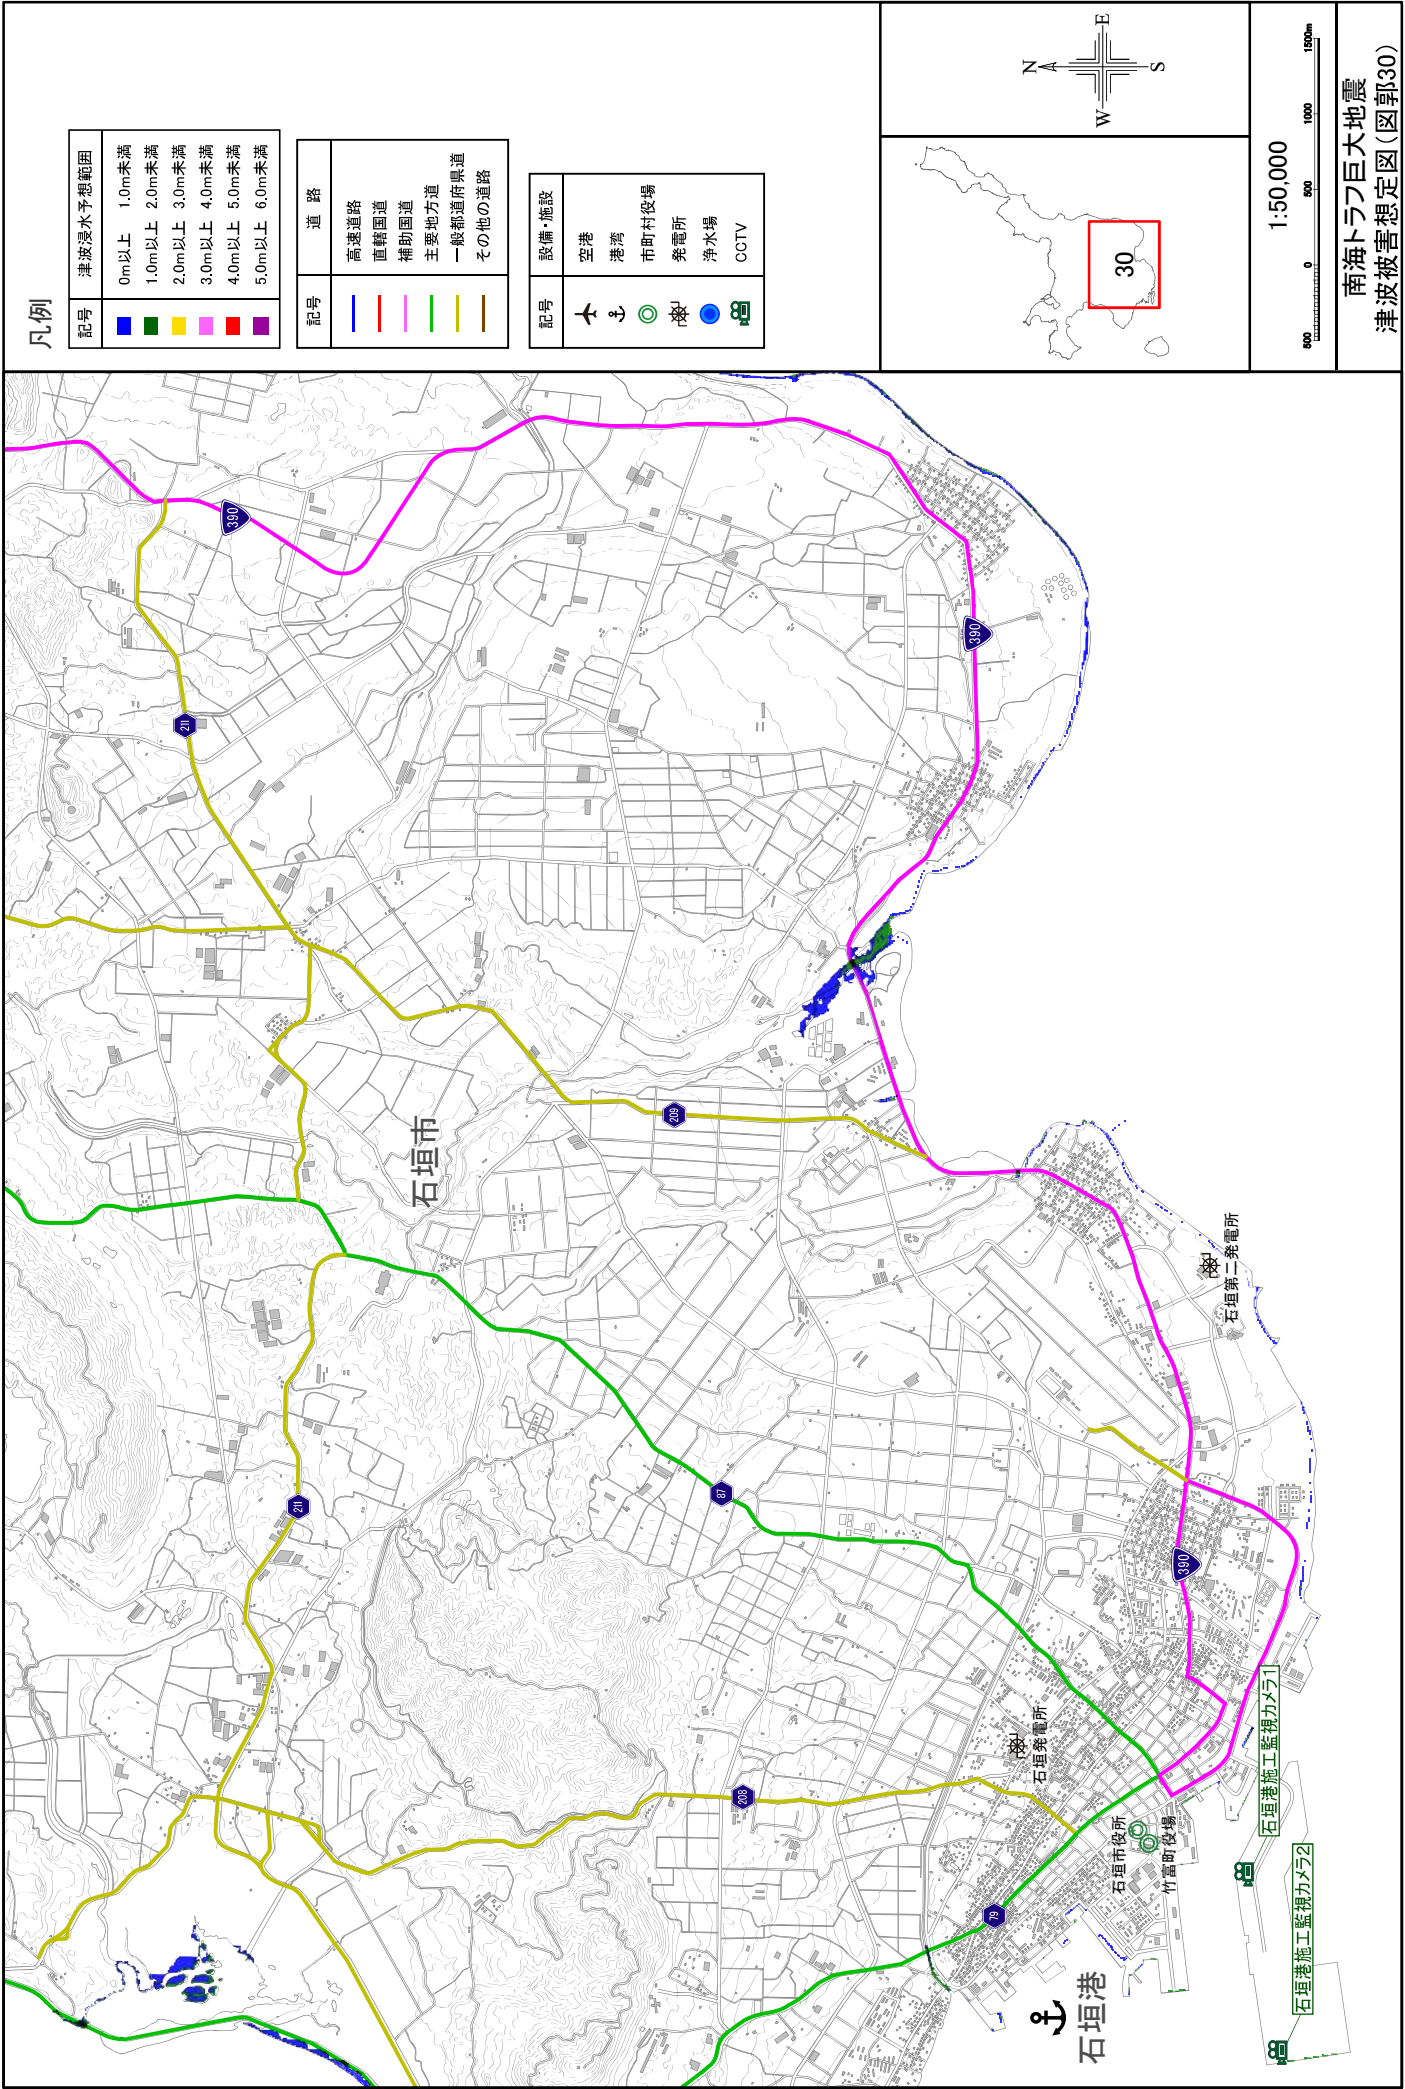 凡例
記号 津波浸水予想範囲
0m以上 1.0m未満
1.0m以上 2.0m未満
2.0m以上 3.0m未満
3.0m以上 4.0m未満
4.0m以上 5.0m未満
5.0m以上 6.0m未満
記号 道 路
高速道路
直轄国道
補助国道
主要地方道
一般都道府県道
その他の道路
記号 設備・施設
空港
港湾
市町村役場
発電所
浄水場
CCTV
N
W
E
S
30
1:50,000
500 0 500 1000 1500m
南海トラフ巨大地震
津波被害想定図(図郭30)
390
211
390
209
石垣市
211
87
390
208
79
石垣第二発電所
石垣発電所
石垣市役所
竹富町役場
石垣港
石垣港施工監視カメラ1
石垣港施工監視カメラ2